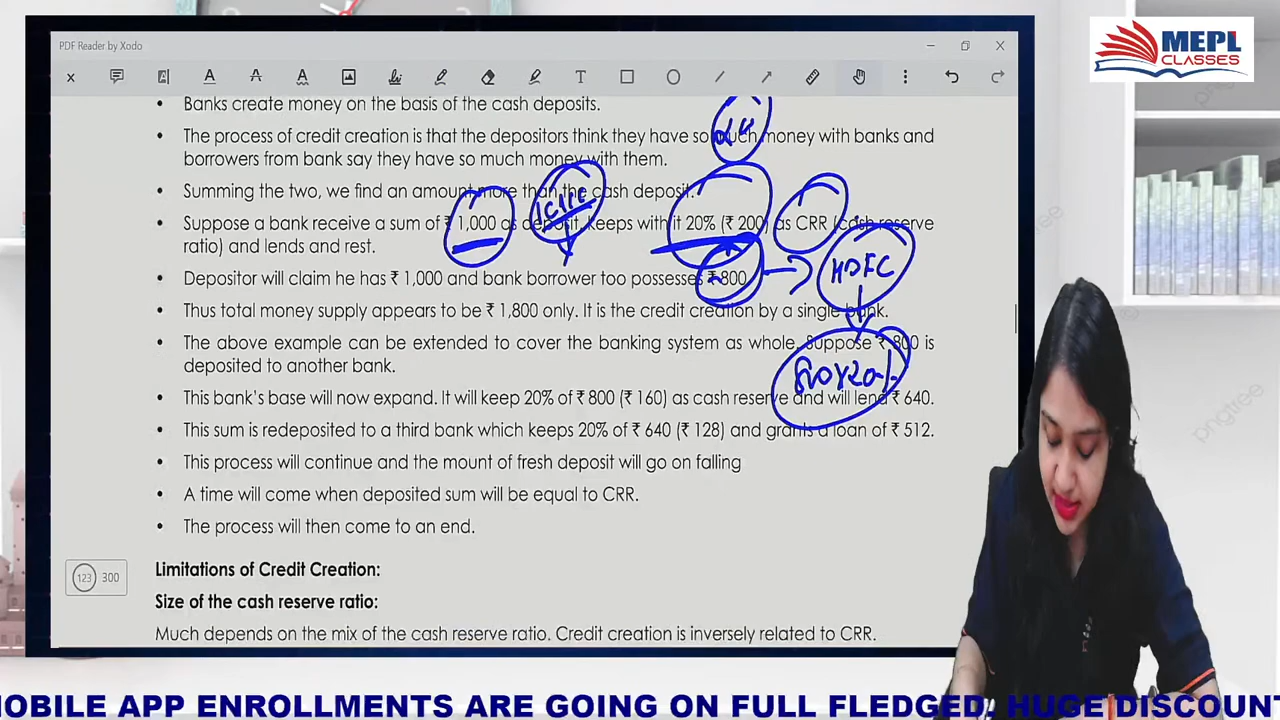 PDF Reader by Xodo
MEPL
CLASSES
Banks create money on the basis of the cash deposits.
The process of credit creation is that the depositors think they have so much money with banks and
borrowers from bank say they have so much money with them.
Summing the two, we find an amount more than the cash deposit.
Suppose a bank receive a sum of ₹ 1,000 as deposit, keeps with it 20% (₹ 200) as CRR (cash reserve
ratio) and lends and rest.
Depositor will claim he has ₹ 1,000 and bank borrower too possesses ₹ 800.
HDFC
Thus total money supply appears to be ₹ 1,800 only. It is the credit creation by a single bank.
The above example can be extended to cover the banking system as whole. Suppose ₹ 800 is
deposited to another bank.
800x20%
This bank's base will now expand. It will keep 20% of ₹ 800 (₹ 160) as cash reserve and will lend ₹ 640.
This sum is redeposited to a third bank which keeps 20% of ₹ 640 (₹ 128) and grants a loan of ₹ 512.
This process will continue and the mount of fresh deposit will go on falling
A time will come when deposited sum will be equal to CRR.
The process will then come to an end.
Limitations of Credit Creation:
123 300
Size of the cash reserve ratio:
Much depends on the mix of the cash reserve ratio. Credit creation is inversely related to CRR.
MOBILE APP ENROLLMENTS ARE GOING ON FULL FLEDGED, HUGE DISCOUNT
pngtree